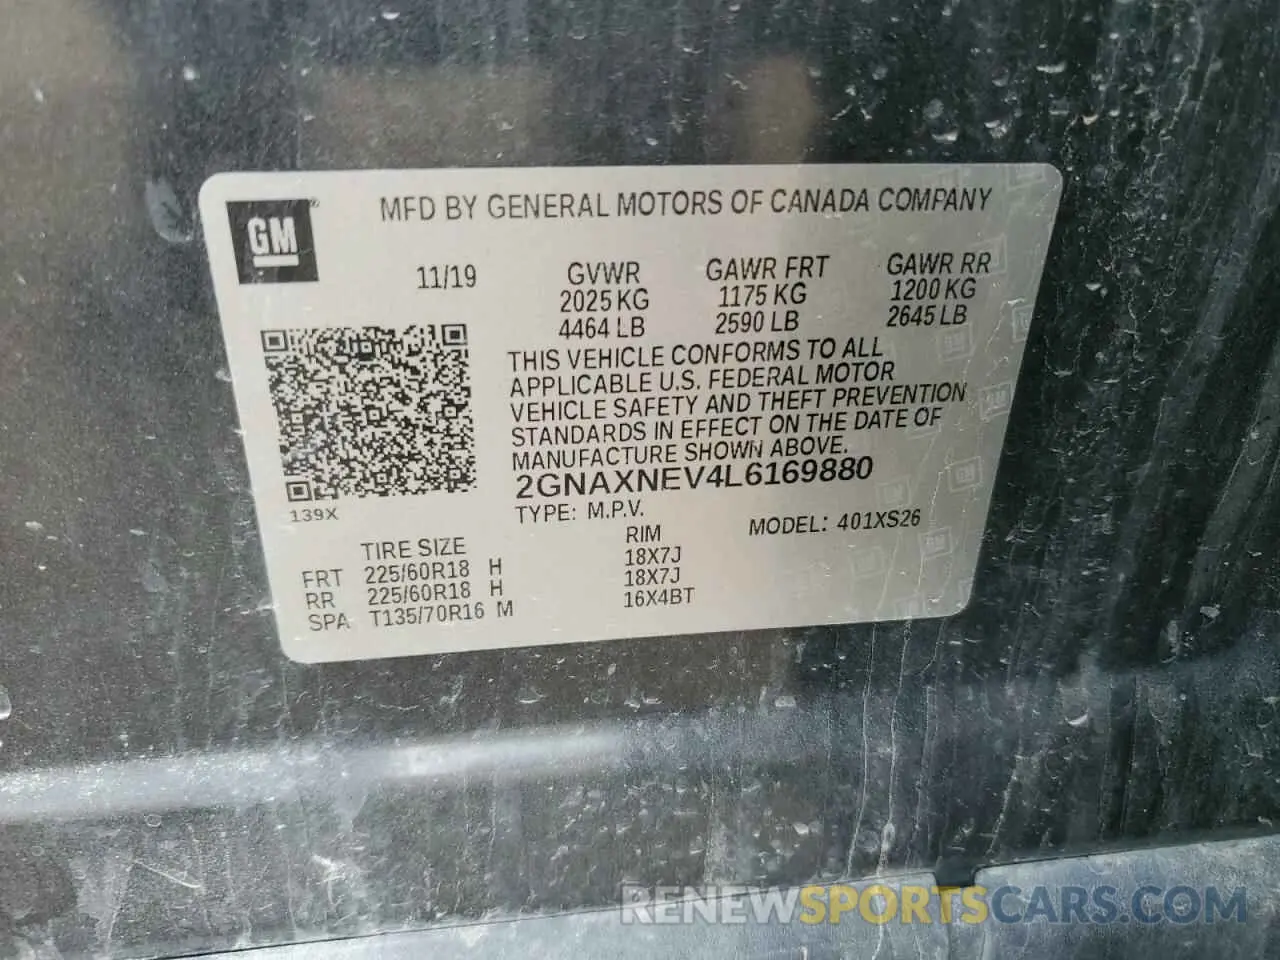 GM®
MFD BY GENERAL MOTORS OF CANADA COMPANY
11/19 GVWR GAWR FRT GAWR RR
2025 KG 1175 KG 1200 KG
4464 LB 2590 LB 2645 LB
THIS VEHICLE CONFORMS TO ALL
APPLICABLE U.S. FEDERAL MOTOR
VEHICLE SAFETY AND THEFT PREVENTION
STANDARDS IN EFFECT ON THE DATE OF
MANUFACTURE SHOWN ABOVE.
2GNAXNEV4L6169880
139X
TYPE: M.P.V. MODEL: 401XS26
TIRE SIZE RIM
FRT 225/60R18 H 18X7J
RR 225/60R18 H 18X7J
SPA T135/70R16 M 16X4BT
RENEWSPORTSCARS.COM